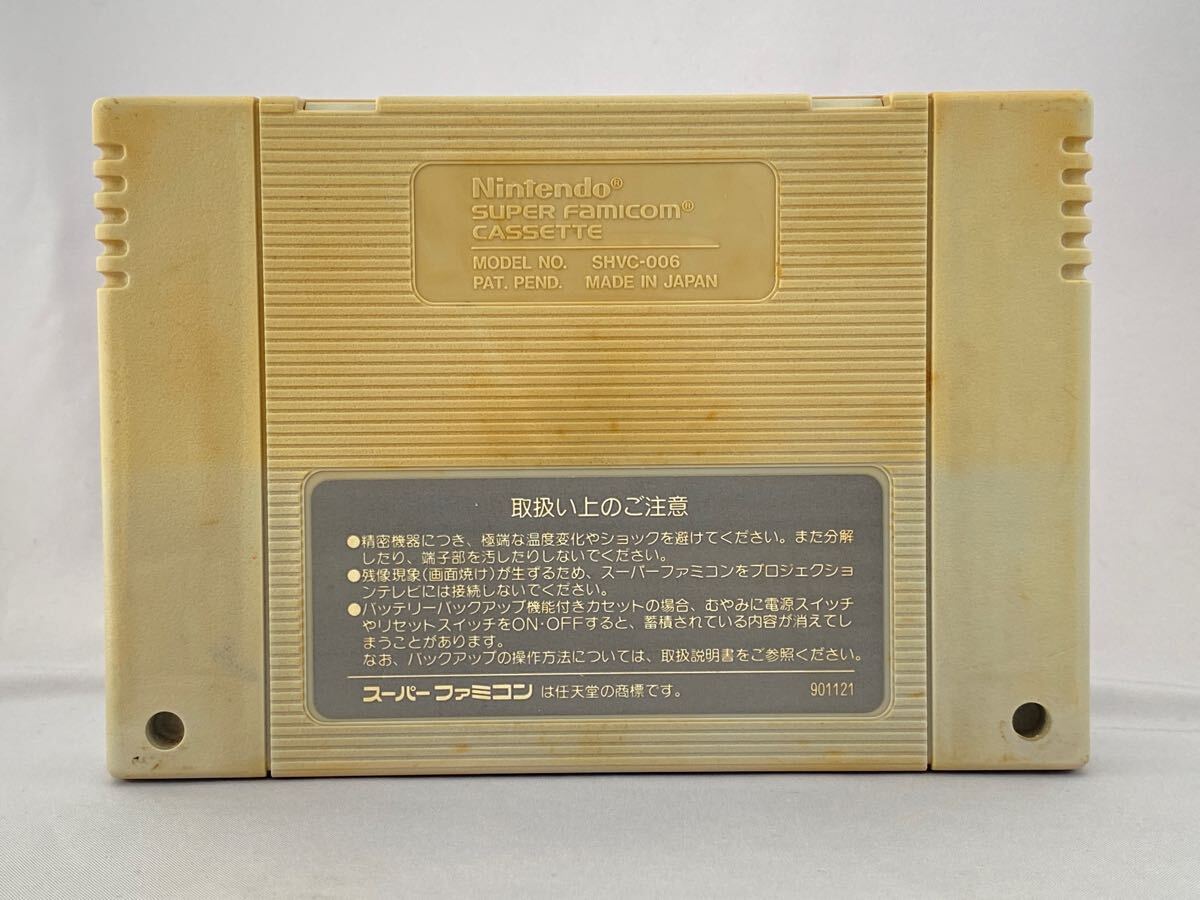 Nintendo®
SUPER FAMICOM®
CASSETTE
MODEL NO. SHVC-006
PAT. PEND. MADE IN JAPAN
取扱い上のご注意
●精密機器につき、極端な温度変化やショックを避けてください。また分解
したり、端子部を汚したりしないでください。
●残像現象(画面焼け)が生ずるため、スーパーファミコンをプロジェクショ
ンテレビには接続しないでください。
●バッテリーバックアップ機能付きカセットの場合、むやみに電源スイッチ
やリセットスイッチをON・OFFすると、蓄積されている内容が消えてし
まうことがあります。
なお、バックアップの操作方法については、取扱説明書をご参照ください。
スーパーファミコンは任天堂の商標です。 901121